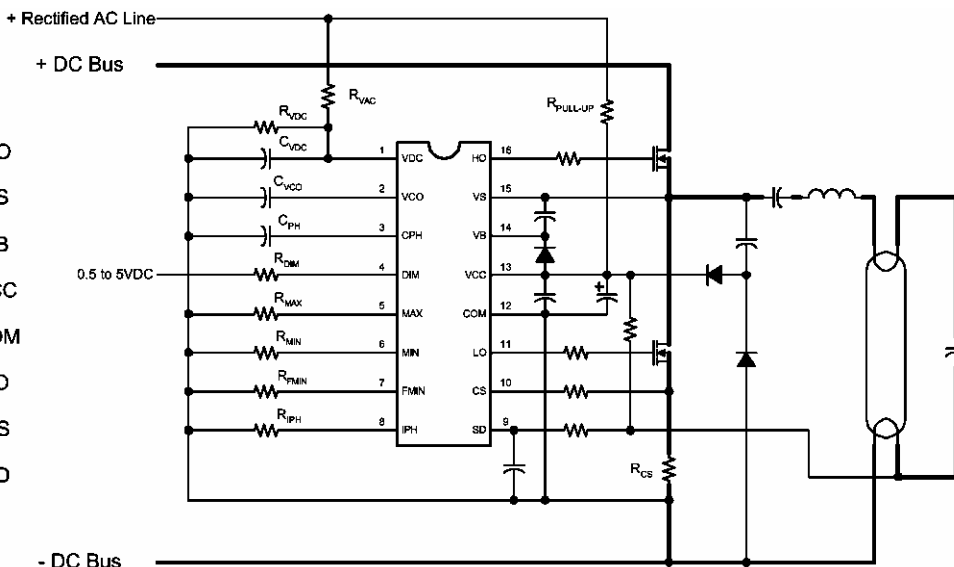 + Rectified AC Line
+ DC Bus
RVAC
RPULL-UP
RVDC
CVDC
1 VDC HO 16
O
CVCO
2 VCO VS 15
S
CPH
3 CPH VB 14
B
0.5 to 5VDC
RDIM
4 DIM VCC 13
CC
RMAX
5 MAX COM 12
OM
RMIN
6 MIN LO 11
O
RFMIN
7 FMIN CS 10
S
RIPH
8 IPH SD 9
D
RCS
+
- DC Bus